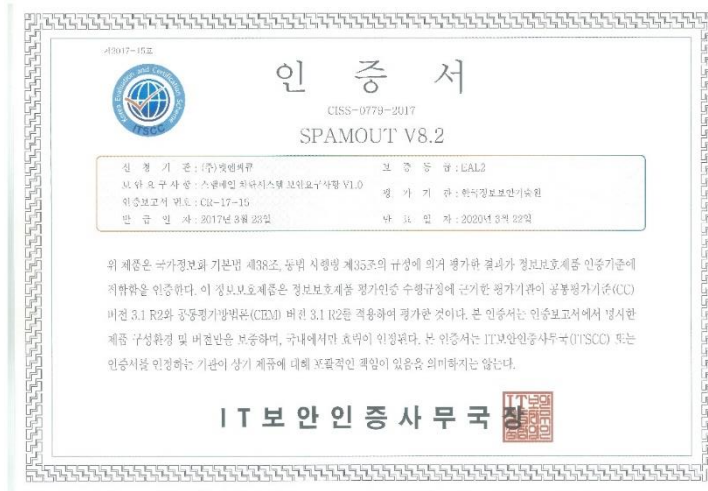 제2017-15호
Korea Evaluation and Certification Scheme
ITSCC
인 증 서
CISS-0779-2017
SPAMOUT V8.2
신 청 기 관 : (주)넷앤써큐
보 증 등 급 : EAL2
보안요구사항 : 스팸메일 차단시스템 보안요구사항 V1.0
평 가 기 관 : 한국정보보안기술원
인증보고서 번호 : CR-17-15
발 급 일 자 : 2017년 3월 23일
만 료 일 자 : 2020년 3월 22일
위 제품은 국가정보화 기본법 제38조, 동법 시행령 제35조의 규정에 의거 평가한 결과가 정보보호제품 인증기준에
적합함을 인증한다. 이 정보보호제품은 정보보호제품 평가인증 수행규정에 근거한 평가기관이 공통평가기준(CC)
버전 3.1 R2와 공통평가방법론(CEM) 버전 3.1 R2를 적용하여 평가한 것이다. 본 인증서는 인증보고서에서 명시한
제품 구성환경 및 버전만을 보증하며, 국내에서만 효력이 인정된다. 본 인증서는 IT보안인증사무국(ITSCC) 또는
인증서를 인정하는 기관이 상기 제품에 대해 포괄적인 책임이 있음을 의미하지는 않는다.
IT보안인증사무국장